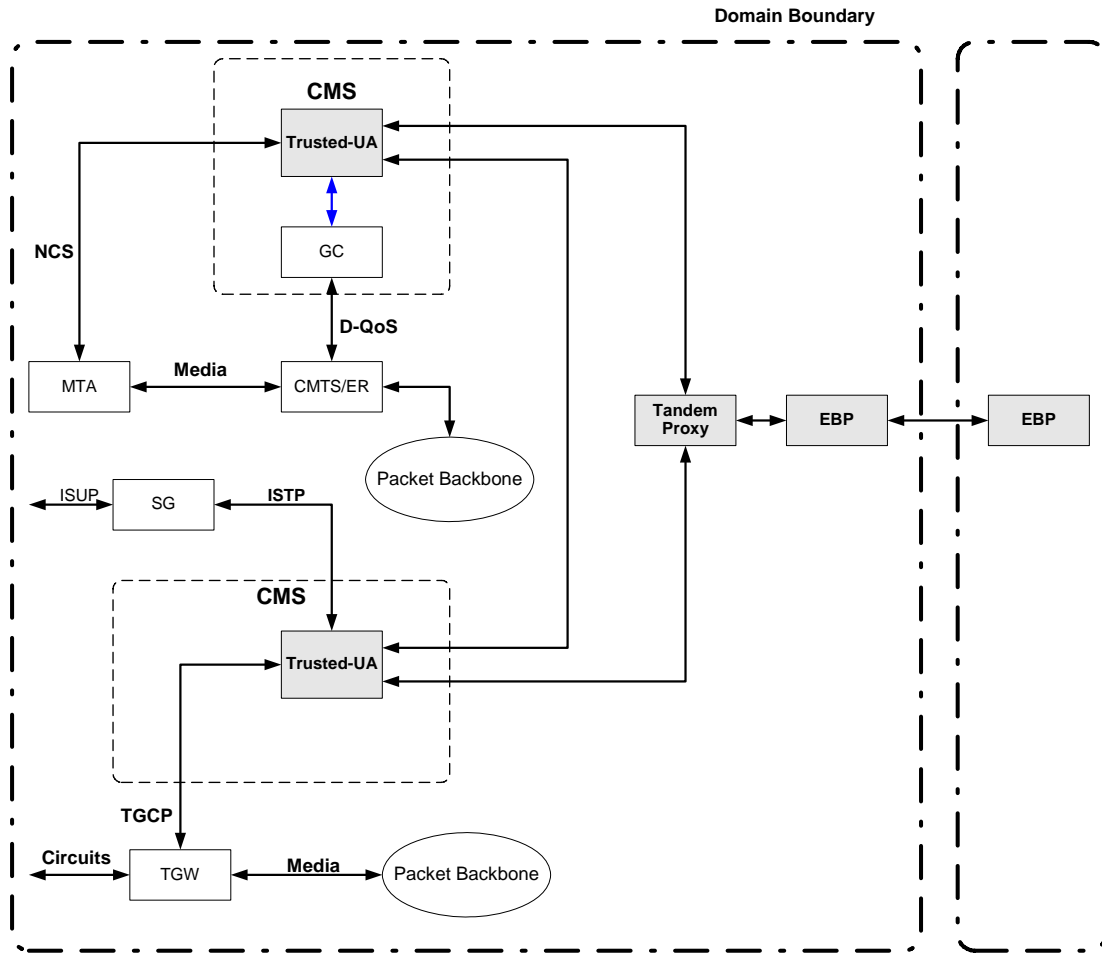 Domain Boundary
CMS
Trusted-UA
NCS
GC
D-QoS
MTA
Media
CMTS/ER
Tandem
Proxy
EBP
EBP
Packet Backbone
ISUP
SG
ISTP
CMS
Trusted-UA
TGCP
Circuits
TGW
Media
Packet Backbone